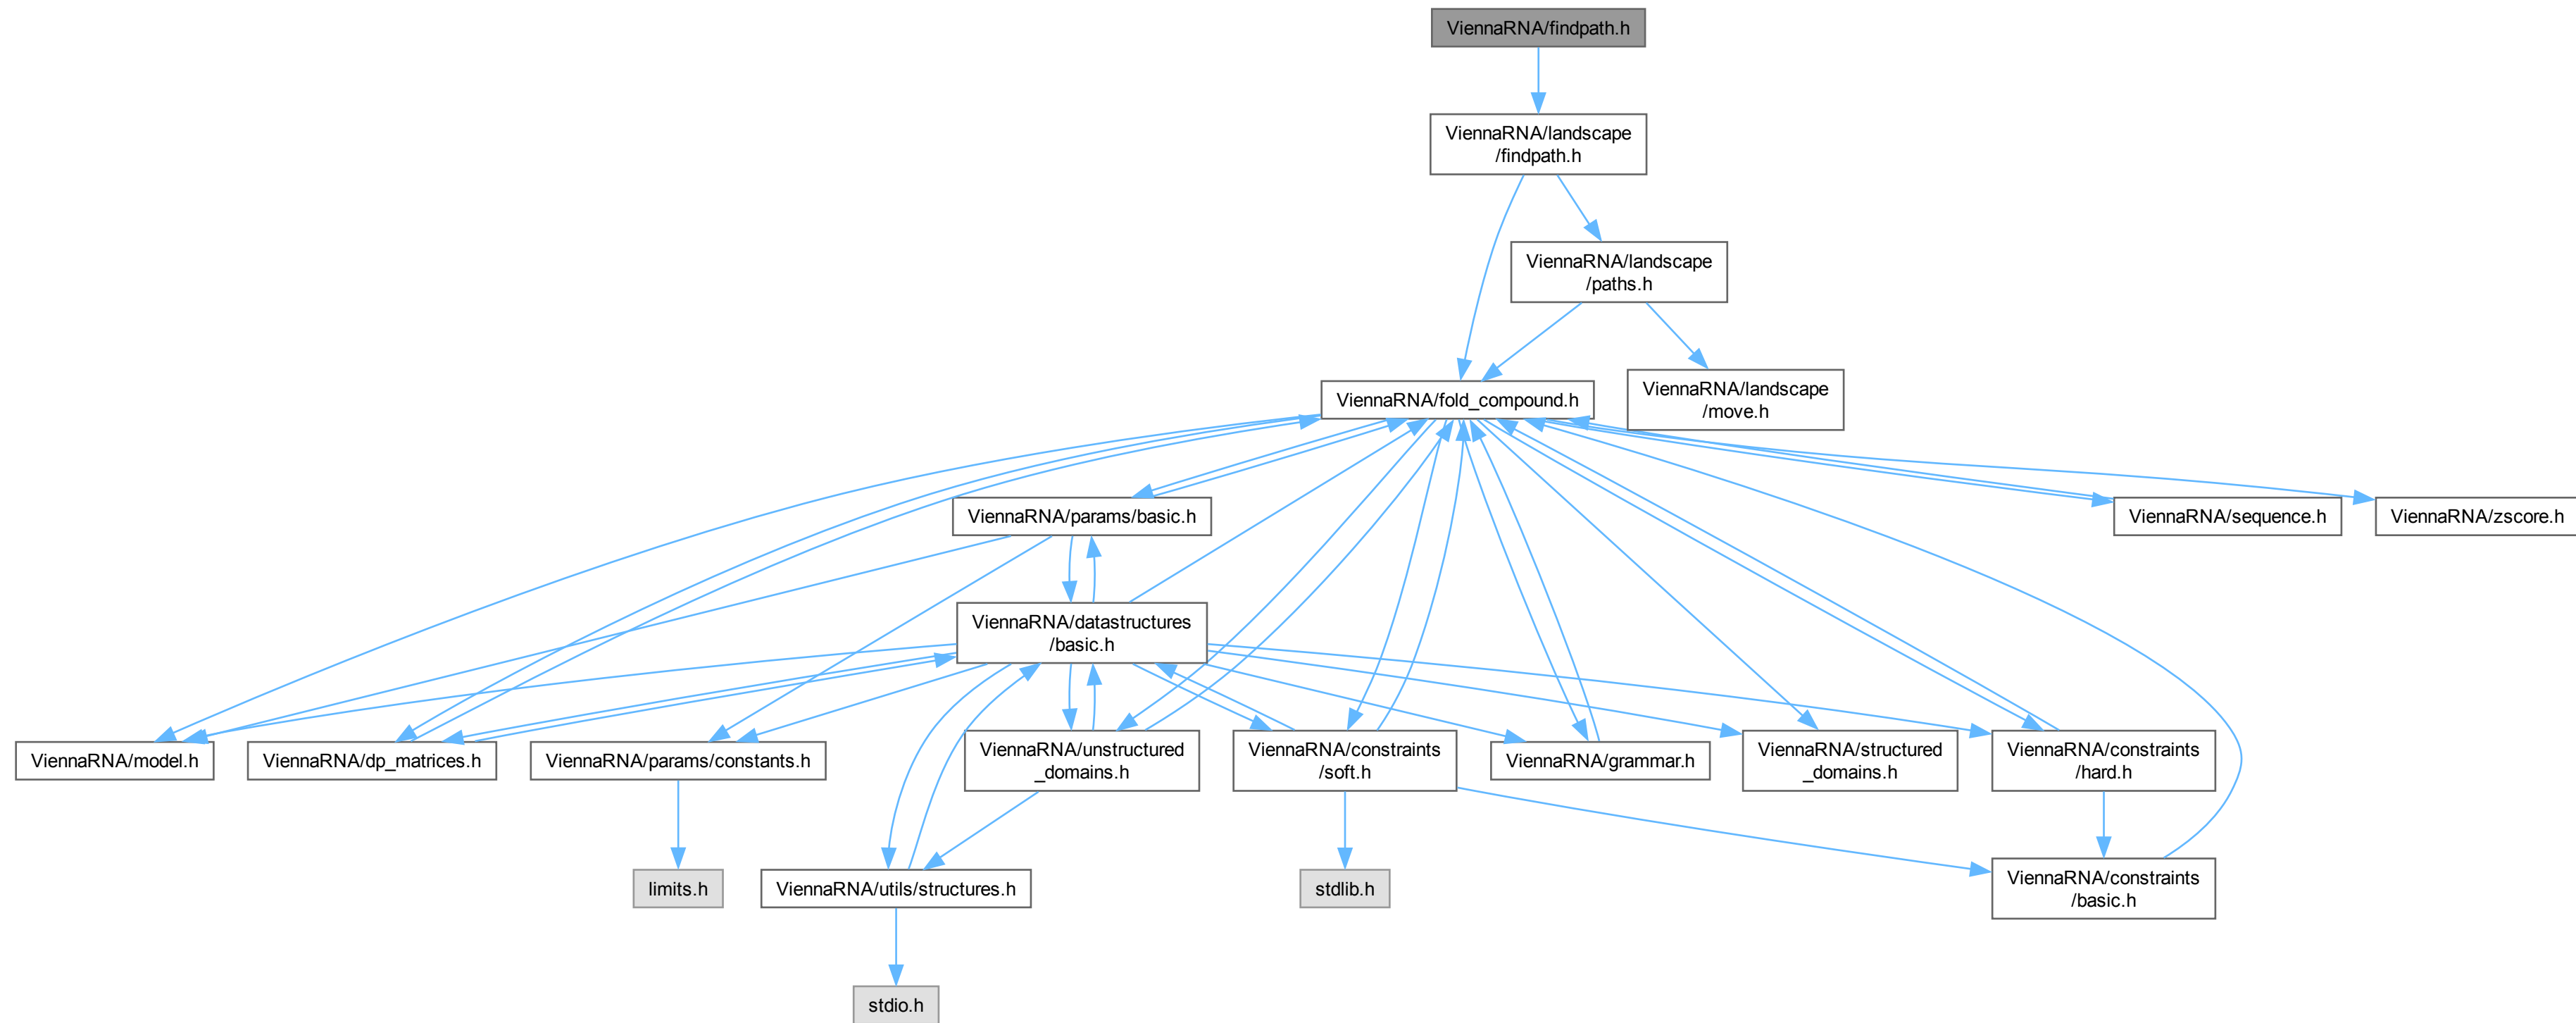 ViennaRNA/findpath.h
ViennaRNA/landscape
/findpath.h
ViennaRNA/landscape
/paths.h
ViennaRNA/fold_compound.h
ViennaRNA/landscape
/move.h
ViennaRNA/params/basic.h
ViennaRNA/sequence.h
ViennaRNA/zscore.h
ViennaRNA/datastructures
/basic.h
ViennaRNA/model.h
ViennaRNA/dp_matrices.h
ViennaRNA/params/constants.h
ViennaRNA/unstructured
_domains.h
ViennaRNA/constraints
/soft.h
ViennaRNA/grammar.h
ViennaRNA/structured
_domains.h
ViennaRNA/constraints
/hard.h
limits.h
ViennaRNA/utils/structures.h
stdlib.h
ViennaRNA/constraints
/basic.h
stdio.h